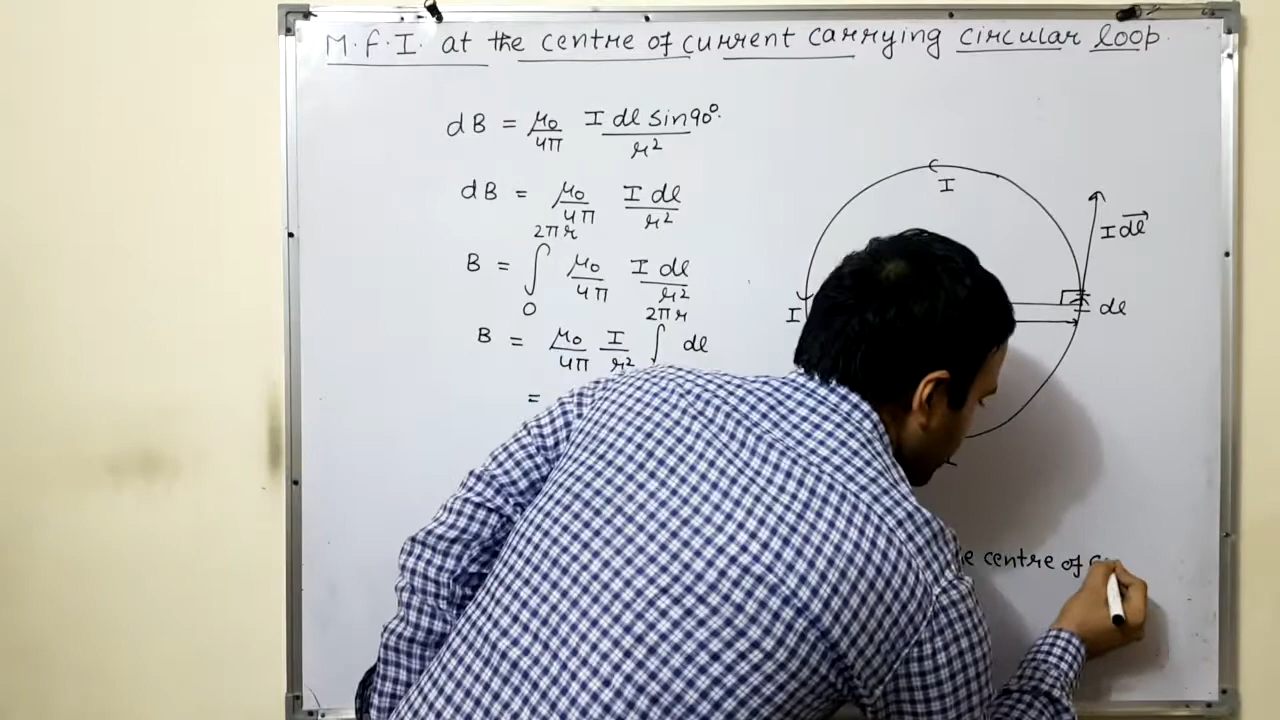 M.F.I. at the centre of current carrying circular loop.
dB = μ₀/4π I dl sin90°/r²
dB = μ₀/4π I dl/r²
B = ∫₀^2πr μ₀/4π I dl/r²
B = μ₀/4π I/r² ∫^2πr dl
=
I
I
I dl⃗
dl
centre of